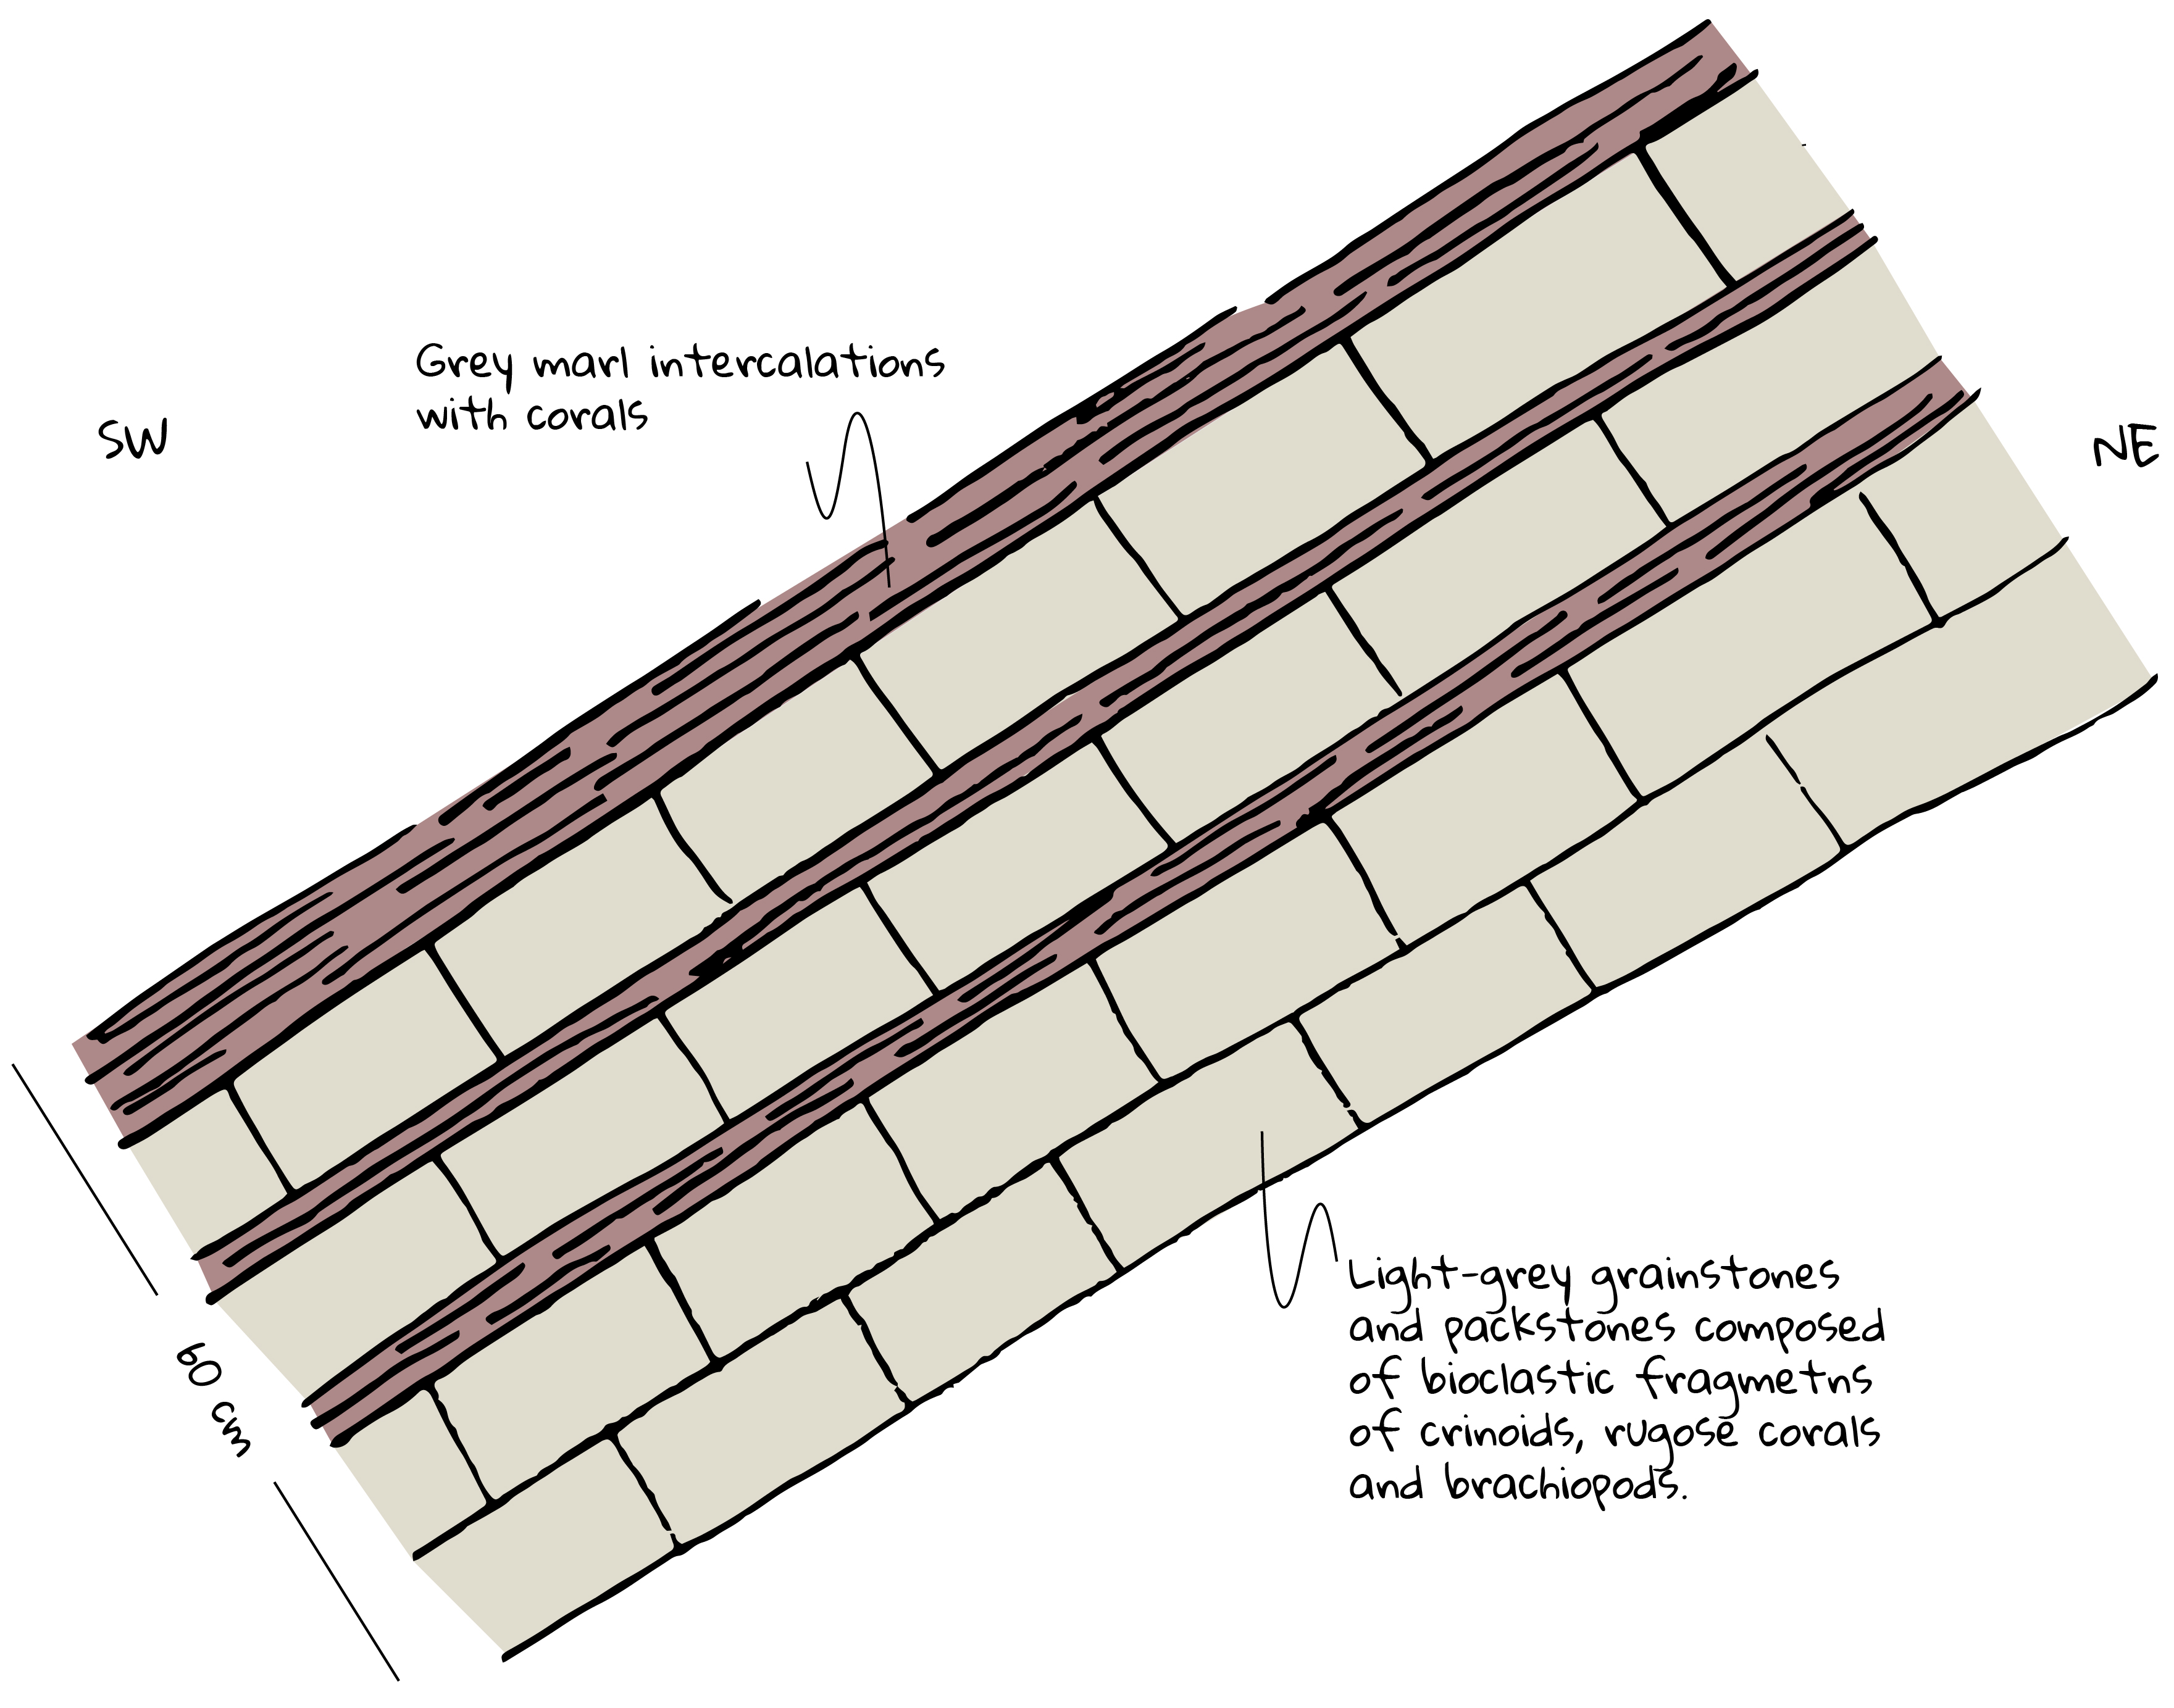 Grey marl intercalations
with corals
SW
NE
60 cm
Light-grey grainstones
and packstones composed
of bioclastic fragmetns
of crinoids, rugose corals
and brachiopods.